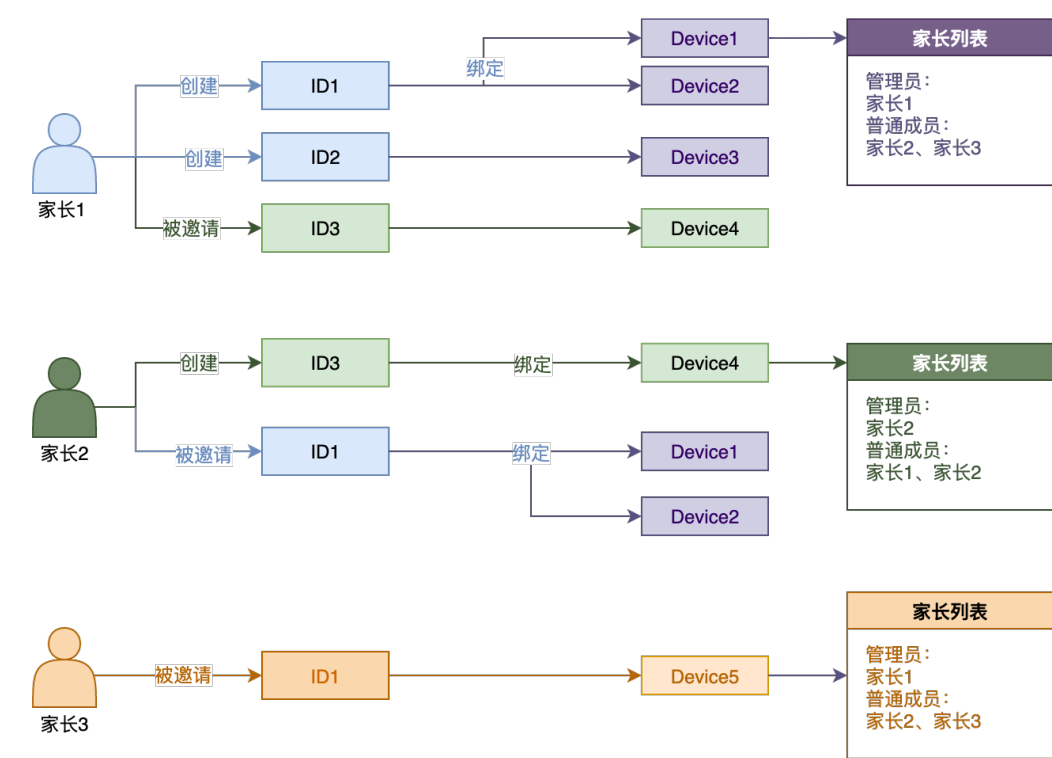 创建
ID1
绑定
Device1
Device2
家长列表
管理员:
家长1
普通成员:
家长2、家长3
创建
ID2
Device3
家长1
被邀请
ID3
Device4
创建
ID3
绑定
Device4
家长列表
管理员:
家长2
普通成员:
家长1、家长2
家长2
被邀请
ID1
绑定
Device1
Device2
家长3
被邀请
ID1
Device5
家长列表
管理员:
家长1
普通成员:
家长2、家长3